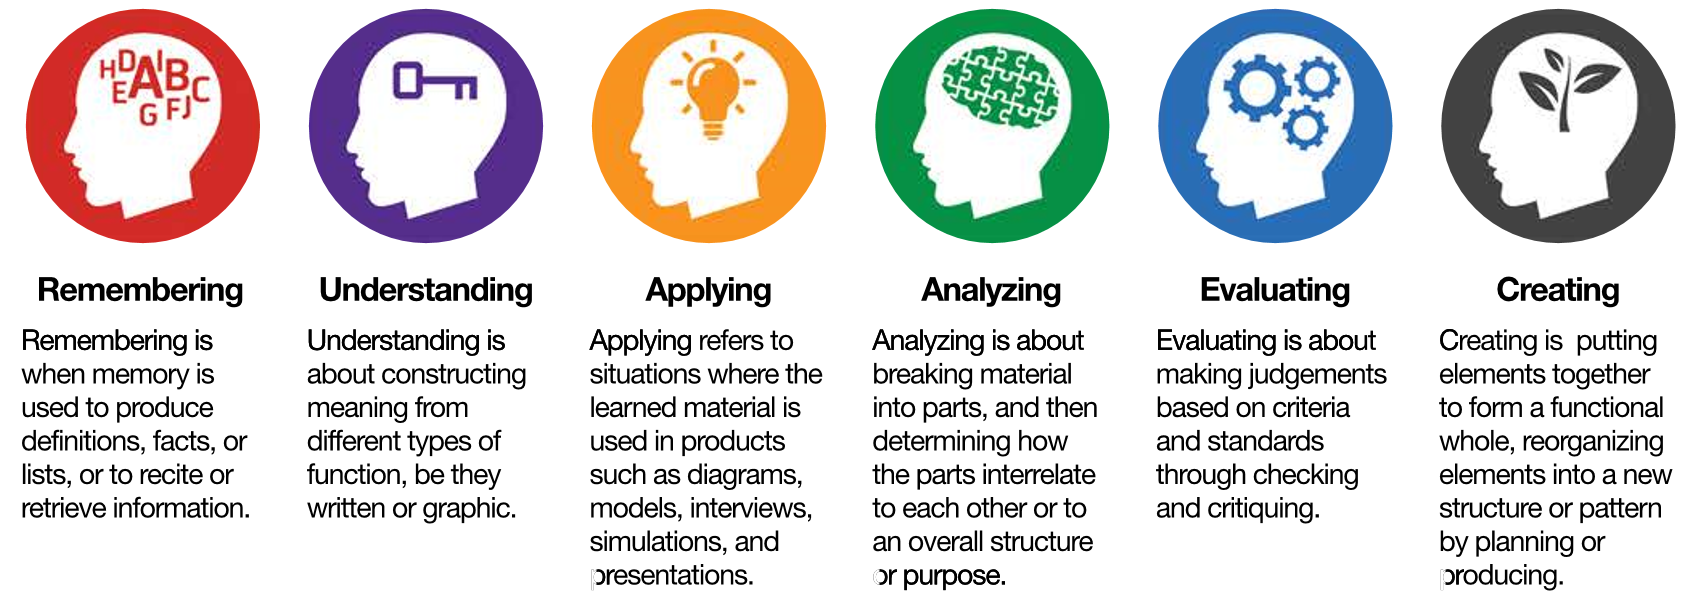 H D A I B C E G F J
Remembering
Remembering is
when memory is
used to produce
definitions, facts, or
lists, or to recite or
retrieve information.
Understanding
Understanding is
about constructing
meaning from
different types of
function, be they
written or graphic.
Applying
Applying refers to
situations where the
learned material is
used in products
such as diagrams,
models, interviews,
simulations, and
presentations.
Analyzing
Analyzing is about
breaking material
into parts, and then
determining how
the parts interrelate
to each other or to
an overall structure
or purpose.
Evaluating
Evaluating is about
making judgements
based on criteria
and standards
through checking
and critiquing.
Creating
Creating is putting
elements together
to form a functional
whole, reorganizing
elements into a new
structure or pattern
by planning or
producing.